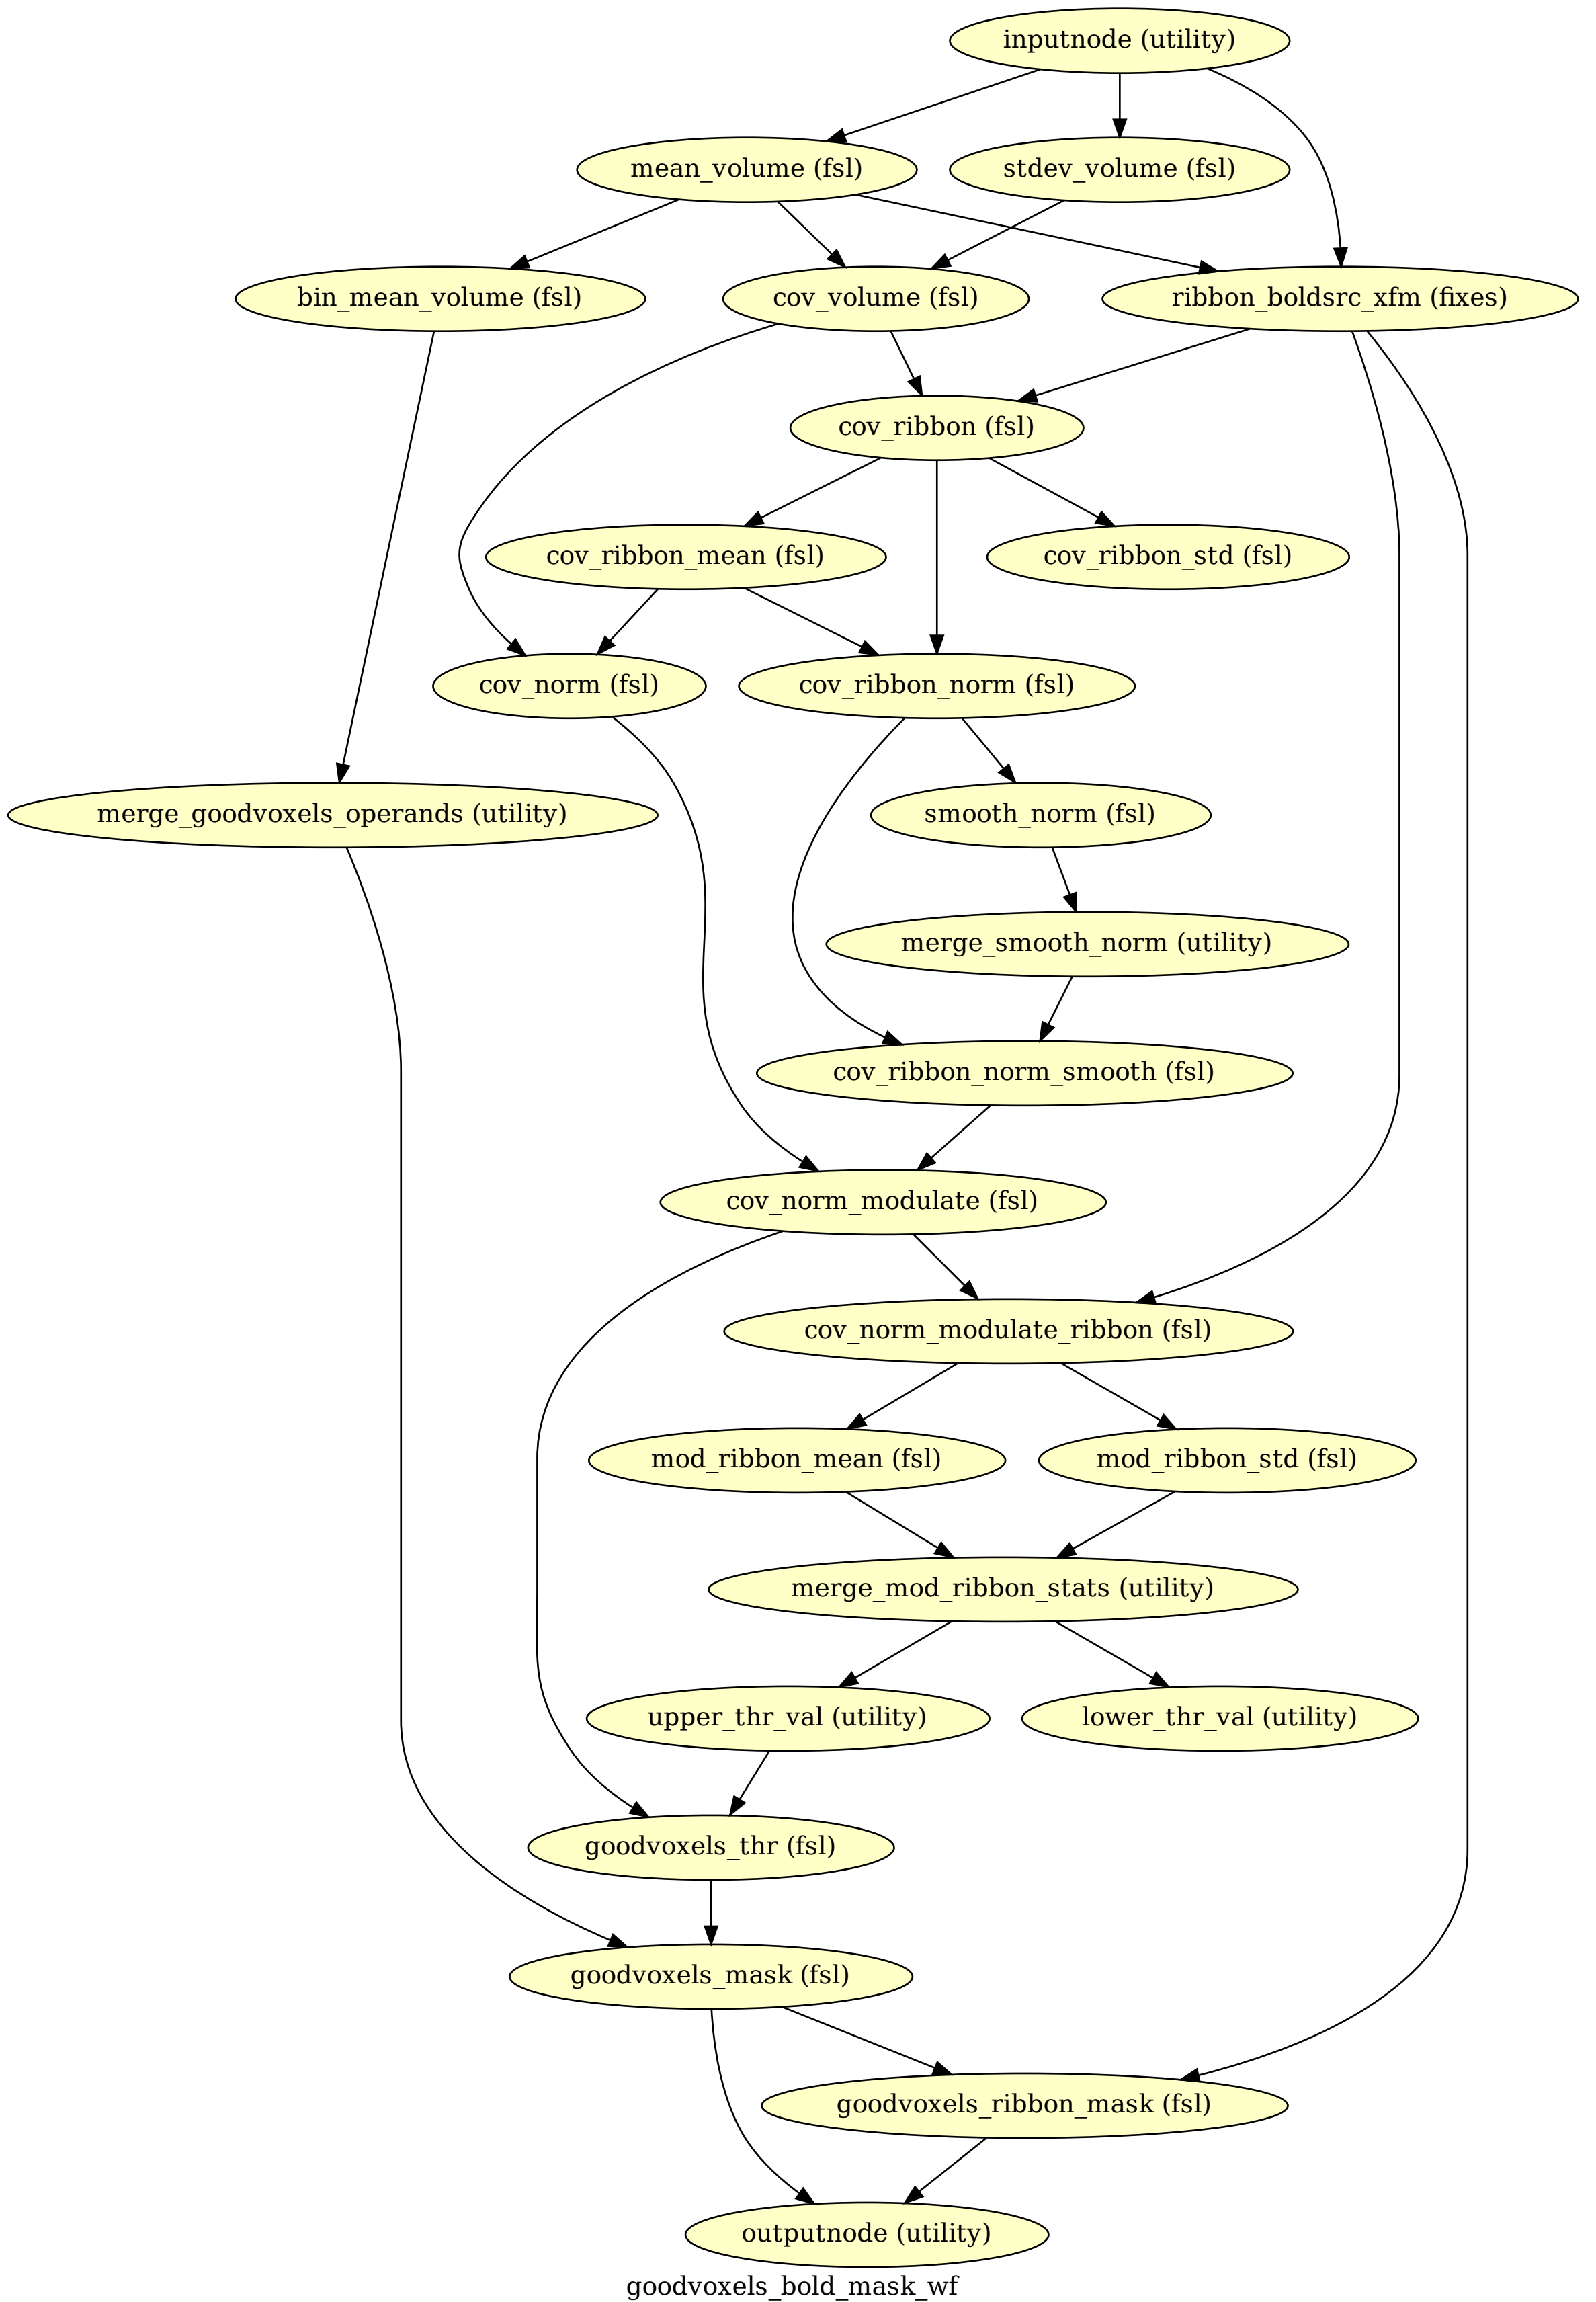 inputnode (utility)
mean_volume (fsl)
stdev_volume (fsl)
bin_mean_volume (fsl)
cov_volume (fsl)
ribbon_boldsrc_xfm (fixes)
cov_ribbon (fsl)
cov_ribbon_mean (fsl)
cov_ribbon_std (fsl)
cov_norm (fsl)
cov_ribbon_norm (fsl)
merge_goodvoxels_operands (utility)
smooth_norm (fsl)
merge_smooth_norm (utility)
cov_ribbon_norm_smooth (fsl)
cov_norm_modulate (fsl)
cov_norm_modulate_ribbon (fsl)
mod_ribbon_mean (fsl)
mod_ribbon_std (fsl)
merge_mod_ribbon_stats (utility)
upper_thr_val (utility)
lower_thr_val (utility)
goodvoxels_thr (fsl)
goodvoxels_mask (fsl)
goodvoxels_ribbon_mask (fsl)
outputnode (utility)
goodvoxels_bold_mask_wf